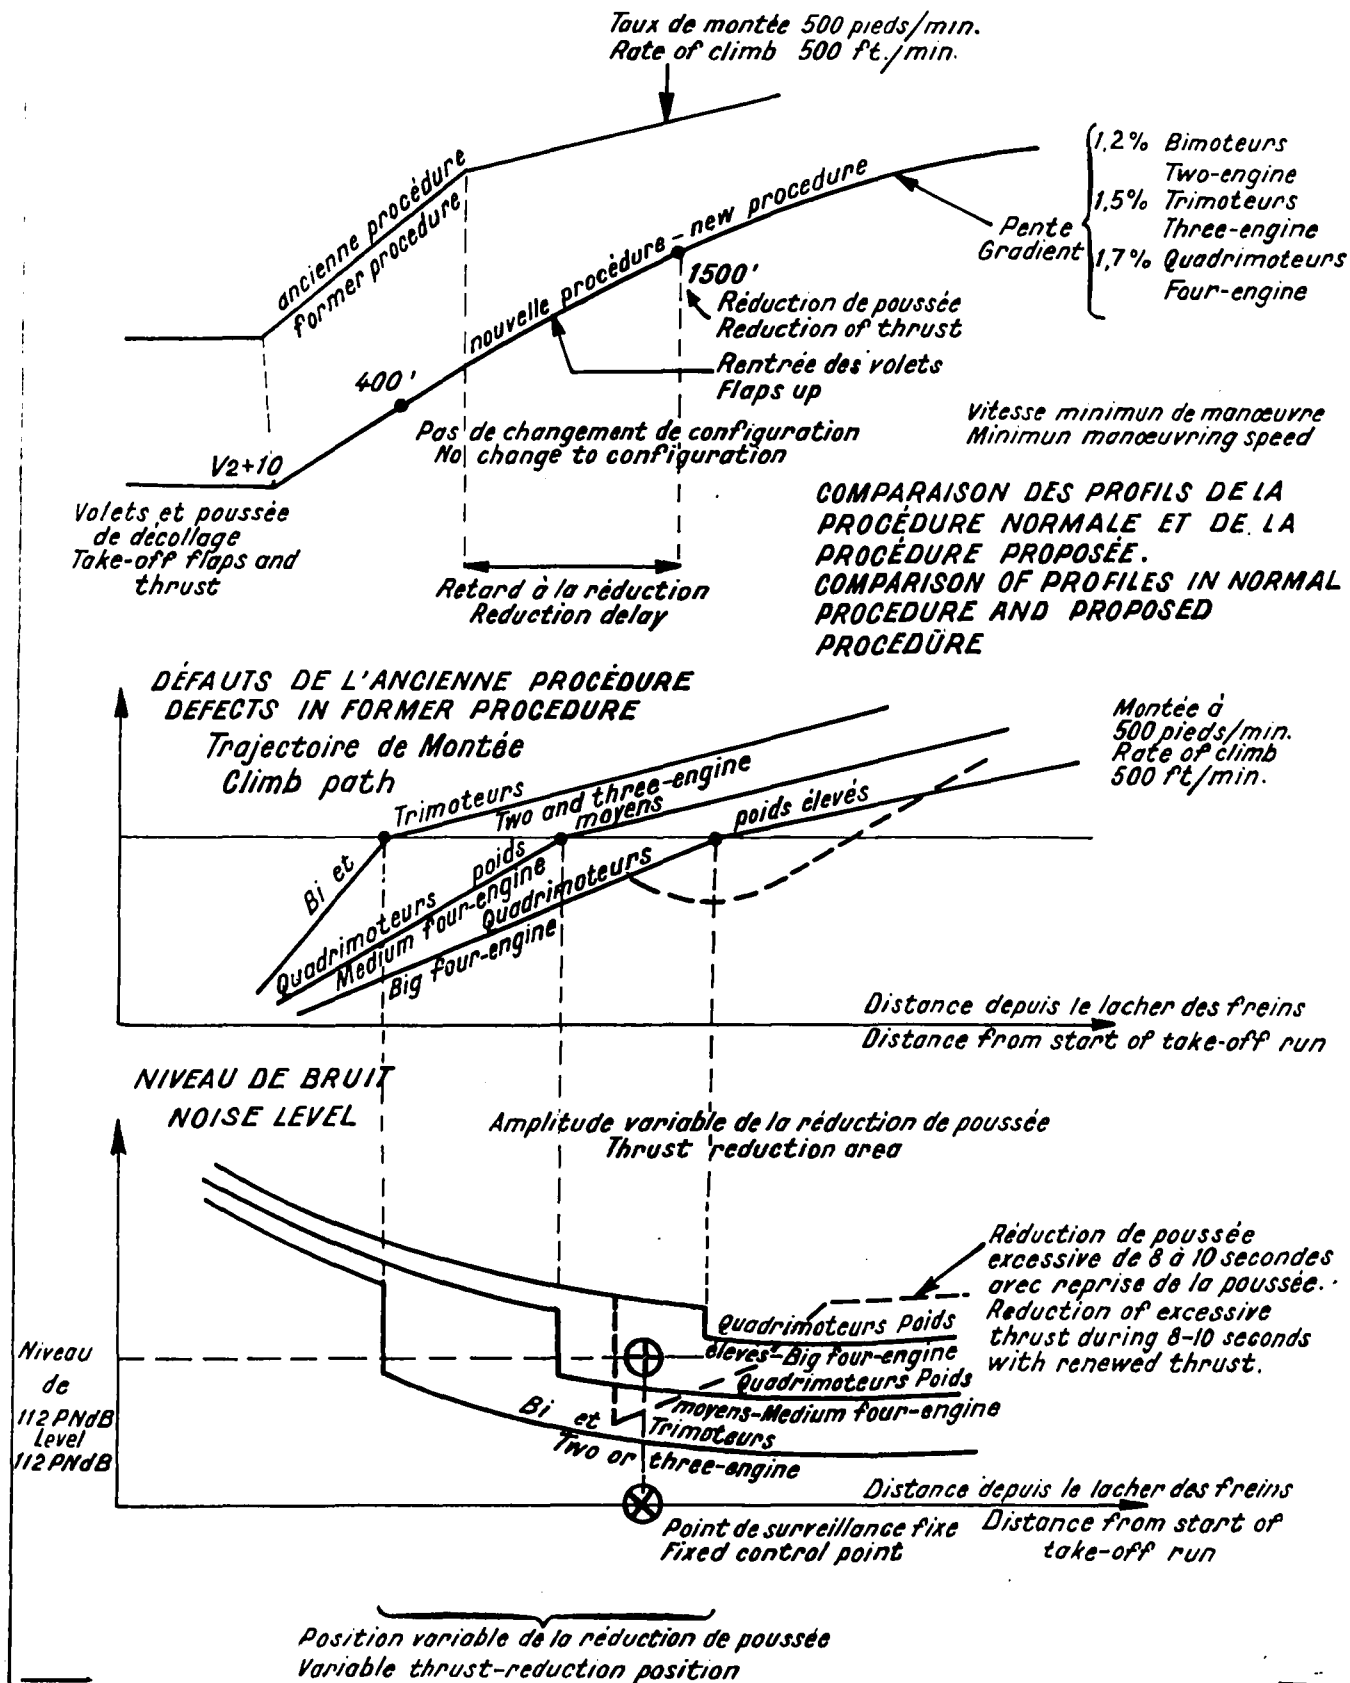 Taux de montée 500 pieds/min.
Rate of climb 500 ft./min.
ancienne procédure
former procedure
nouvelle procédure - new procedure
1,2% Bimoteurs
Two-engine
1,5% Trimoteurs
Three-engine
1,7% Quadrimoteurs
Four-engine
Pente
Gradient
1500'
Réduction de poussée
Reduction of thrust
Rentrée des volets
Flaps up
400'
Pas de changement de configuration
No change to configuration
Vitesse minimun de manœuvre
Minimun manœuvring speed
V2+10
Volets et poussée
de décollage
Take-off flaps and
thrust
Retard à la réduction
Reduction delay
COMPARAISON DES PROFILS DE LA
PROCÉDURE NORMALE ET DE LA
PROCÉDURE PROPOSÉE.
COMPARISON OF PROFILES IN NORMAL
PROCEDURE AND PROPOSED
PROCEDÛRE
DÉFAUTS DE L'ANCIENNE PROCÉDURE
DEFECTS IN FORMER PROCEDURE
Trajectoire de Montée
Climb path
Montée à
500 pieds/min.
Rate of climb
500 ft/min.
Bi et Trimoteurs
Two and three-engine
Quadrimoteurs poids moyens
Medium four-engine
Quadrimoteurs poids élevés
Big four-engine
Distance depuis le lacher des freins
Distance from start of take-off run
NIVEAU DE BRUIT
NOISE LEVEL
Amplitude variable de la réduction de poussée
Thrust reduction area
Réduction de poussée
excessive de 8 à 10 secondes
avec reprise de la poussée.
Reduction of excessive
thrust during 8-10 seconds
with renewed thrust.
Quadrimoteurs Poids
élevés-Big four-engine
Quadrimoteurs Poids
moyens-Medium four-engine
Bi et Trimoteurs
Two or three-engine
Niveau
de
112 PNdB
Level
112 PNdB
Distance depuis le lacher des freins
Distance from start of
take-off run
Point de surveillance fixe
Fixed control point
Position variable de la réduction de poussée
Variable thrust-reduction position